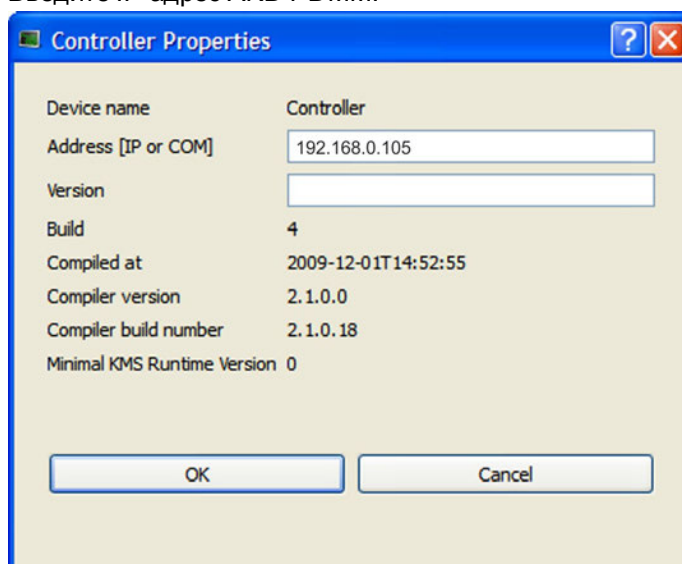 Controller Properties
Device name Controller
Address [IP or COM] 192.168.0.105
Version
Build 4
Compiled at 2009-12-01T14:52:55
Compiler version 2.1.0.0
Compiler build number 2.1.0.18
Minimal KMS Runtime Version 0
OK Cancel